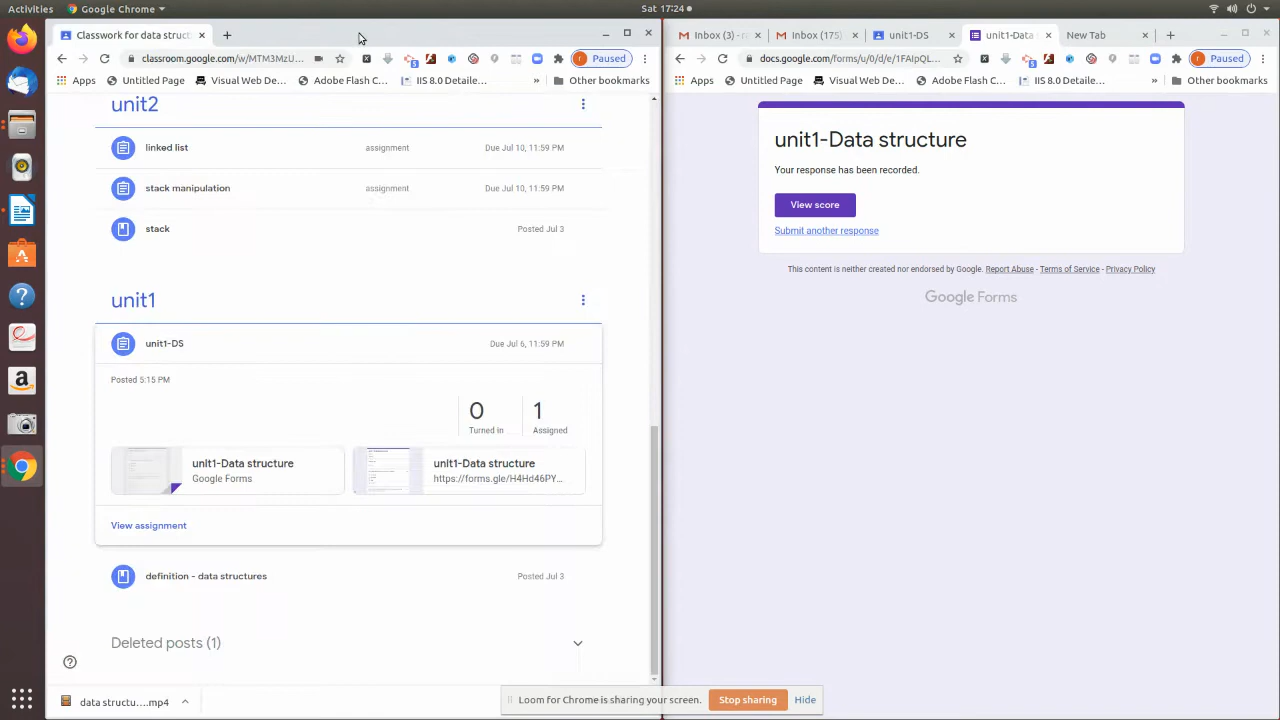 Activities
Google Chrome
Sat 17:24
Classwork for data struct
classroom.google.com/w/MTM3MzU...
Paused
Apps
Untitled Page
Visual Web De...
Adobe Flash C...
IIS 8.0 Detaile...
»
Other bookmarks
unit2
linked list
assignment
Due Jul 10, 11:59 PM
stack manipulation
assignment
Due Jul 10, 11:59 PM
stack
Posted Jul 3
unit1
unit1-DS
Due Jul 6, 11:59 PM
Posted 5:15 PM
0
Turned in
1
Assigned
unit1-Data structure
Google Forms
unit1-Data structure
https://forms.gle/H4Hd46PY...
View assignment
definition - data structures
Posted Jul 3
Deleted posts (1)
data structu....mp4
Loom for Chrome is sharing your screen.
Stop sharing
Hide
Inbox (3) - r
Inbox (175)
unit1-DS
unit1-Data
New Tab
docs.google.com/forms/u/0/d/e/1FAIpQL...
Paused
Apps
Untitled Page
Visual Web De...
Adobe Flash C...
IIS 8.0 Detaile...
»
Other bookmarks
unit1-Data structure
Your response has been recorded.
View score
Submit another response
This content is neither created nor endorsed by Google. Report Abuse - Terms of Service - Privacy Policy
Google Forms